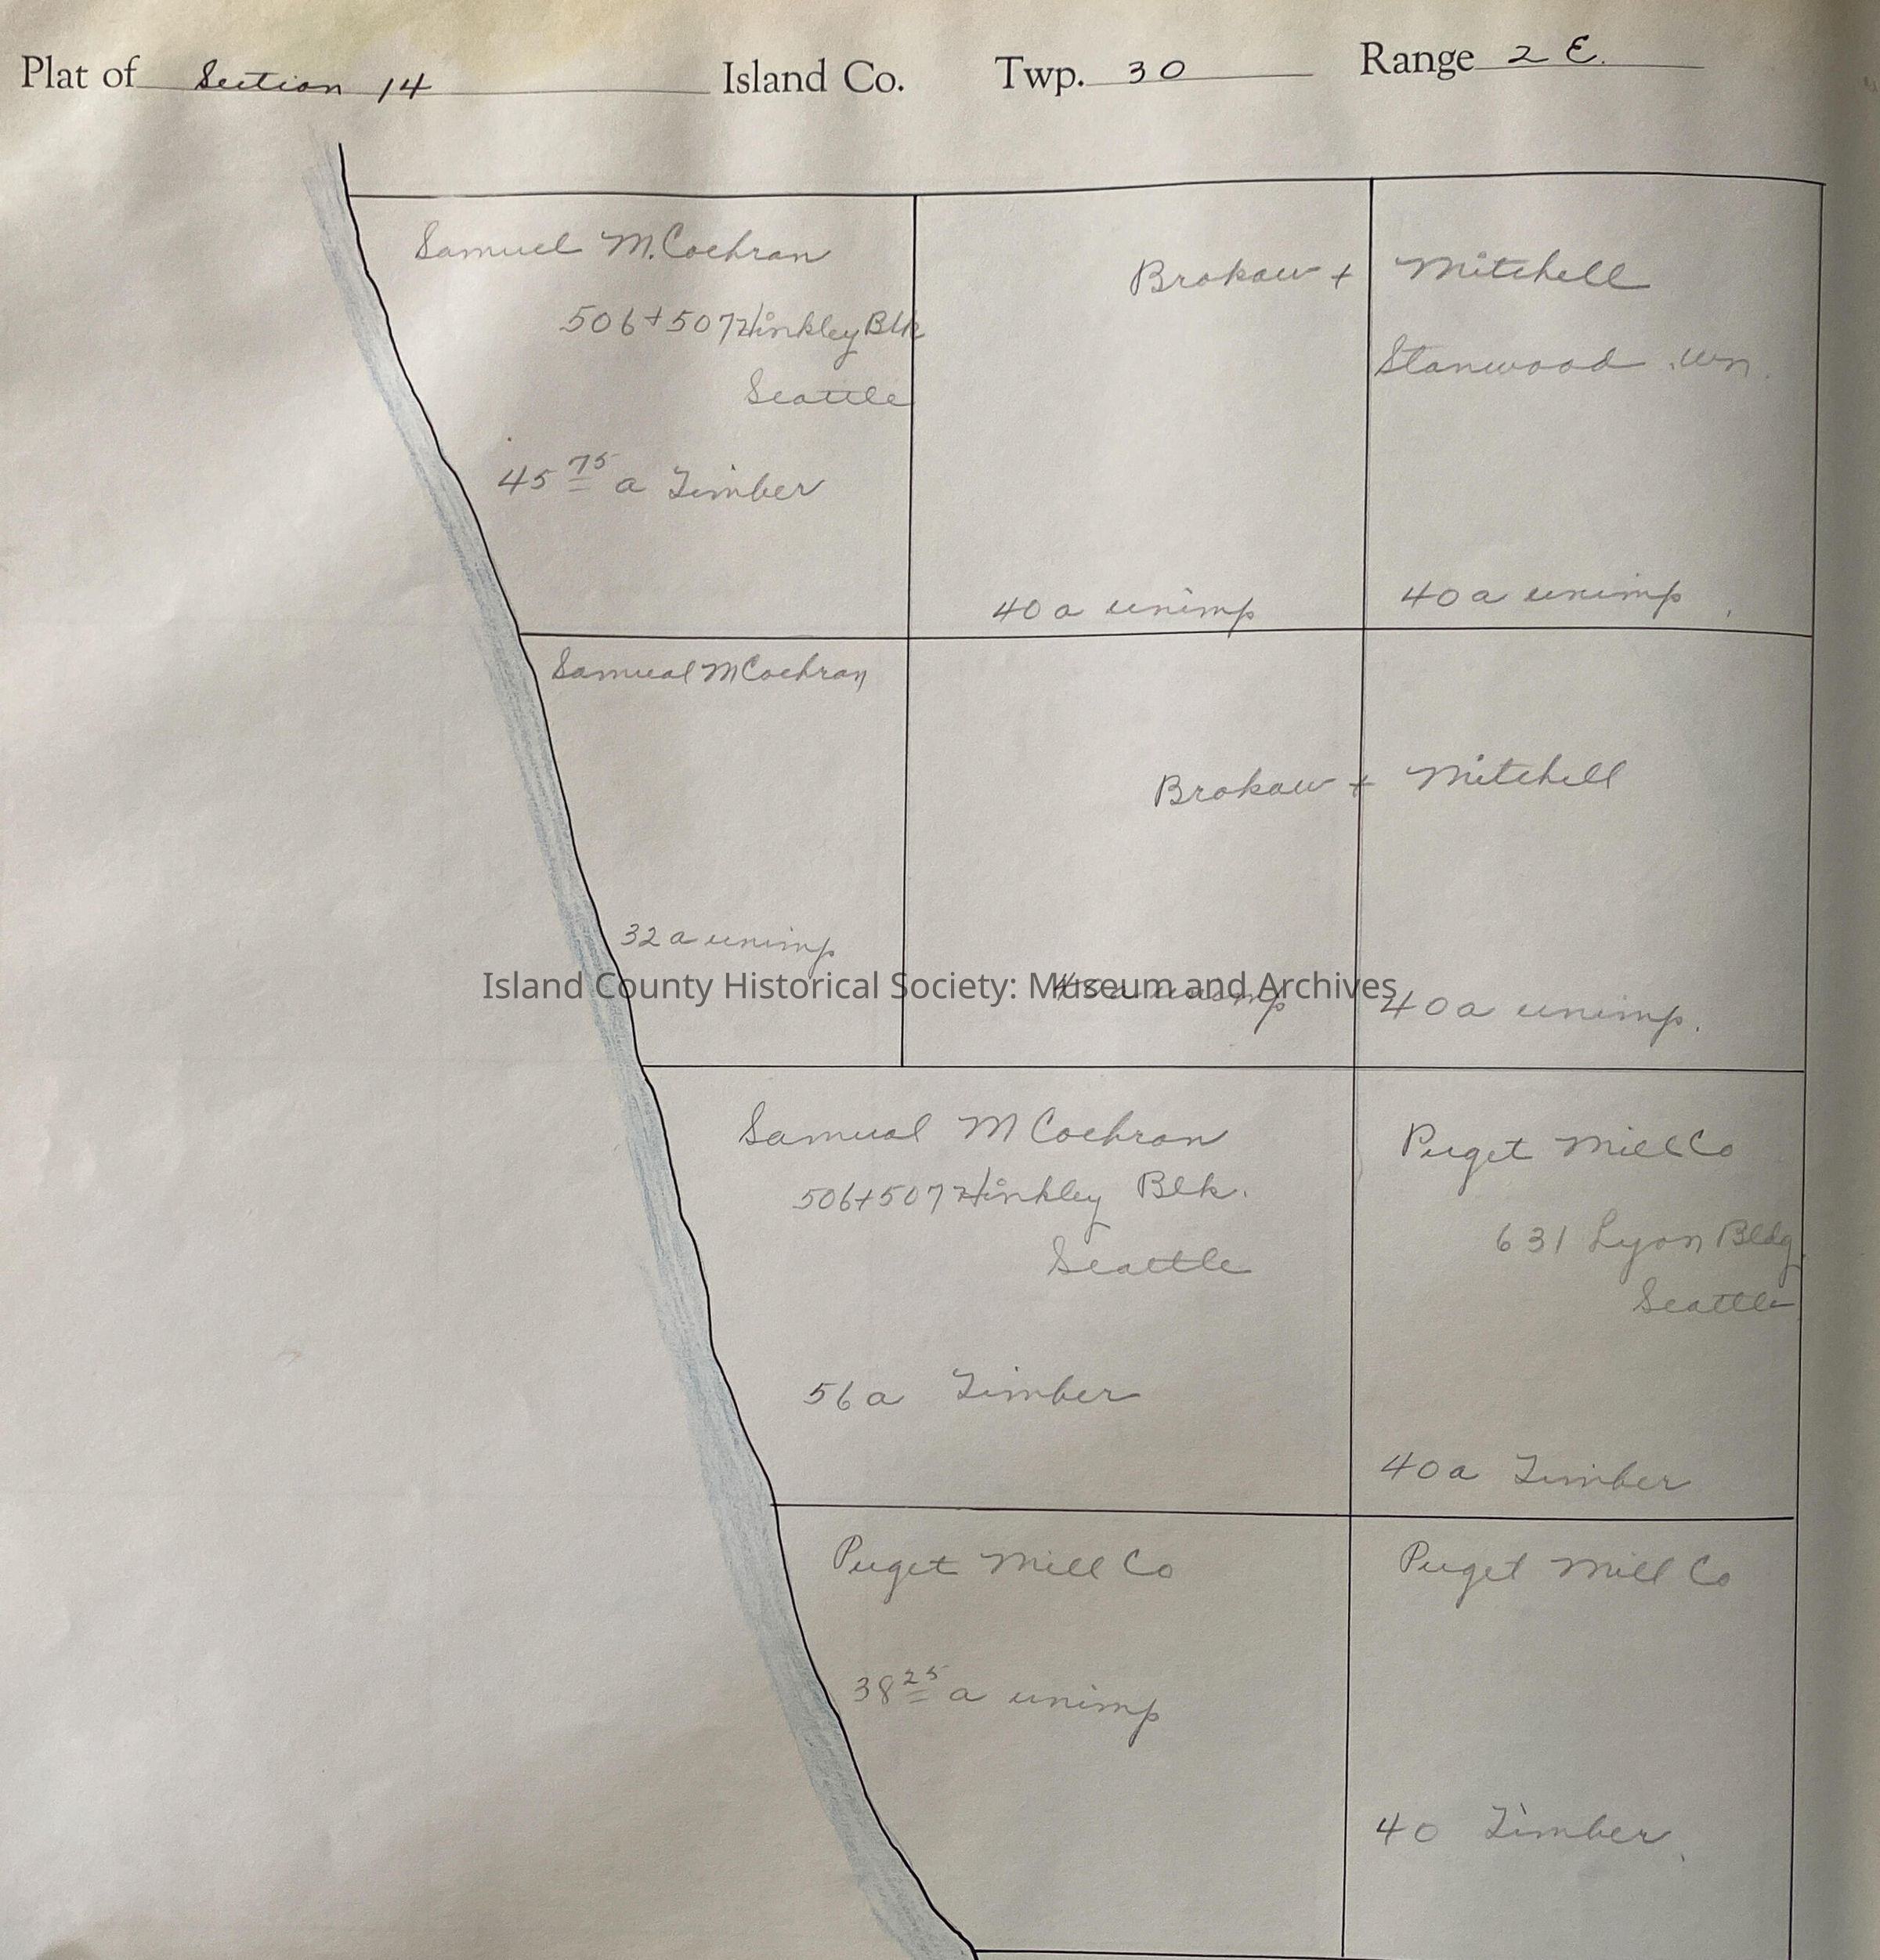 Plat of Section 14 Island Co. Twp. 30 Range 2 E.
Samuel M. Cochran
506 + 507 Hinkley Blk
Seattle
45 75 a Timber
Brokaw + Mitchell
Stanwood Wn.
40 a unimp
40 a unimp
Samual M Cochran
32 a unimp
Brokaw + Mitchell
40 a unimp
40 a unimp.
Island County Historical Society: Museum and Archives
Samual M Cochran
506 + 507 Hinkley Blk.
Seattle
56 a Timber
Puget Mill Co
631 Lyon Bldg
Seattle
40 a Timber
Puget Mill Co
38 25 a unimp
Puget Mill Co
40 Timber